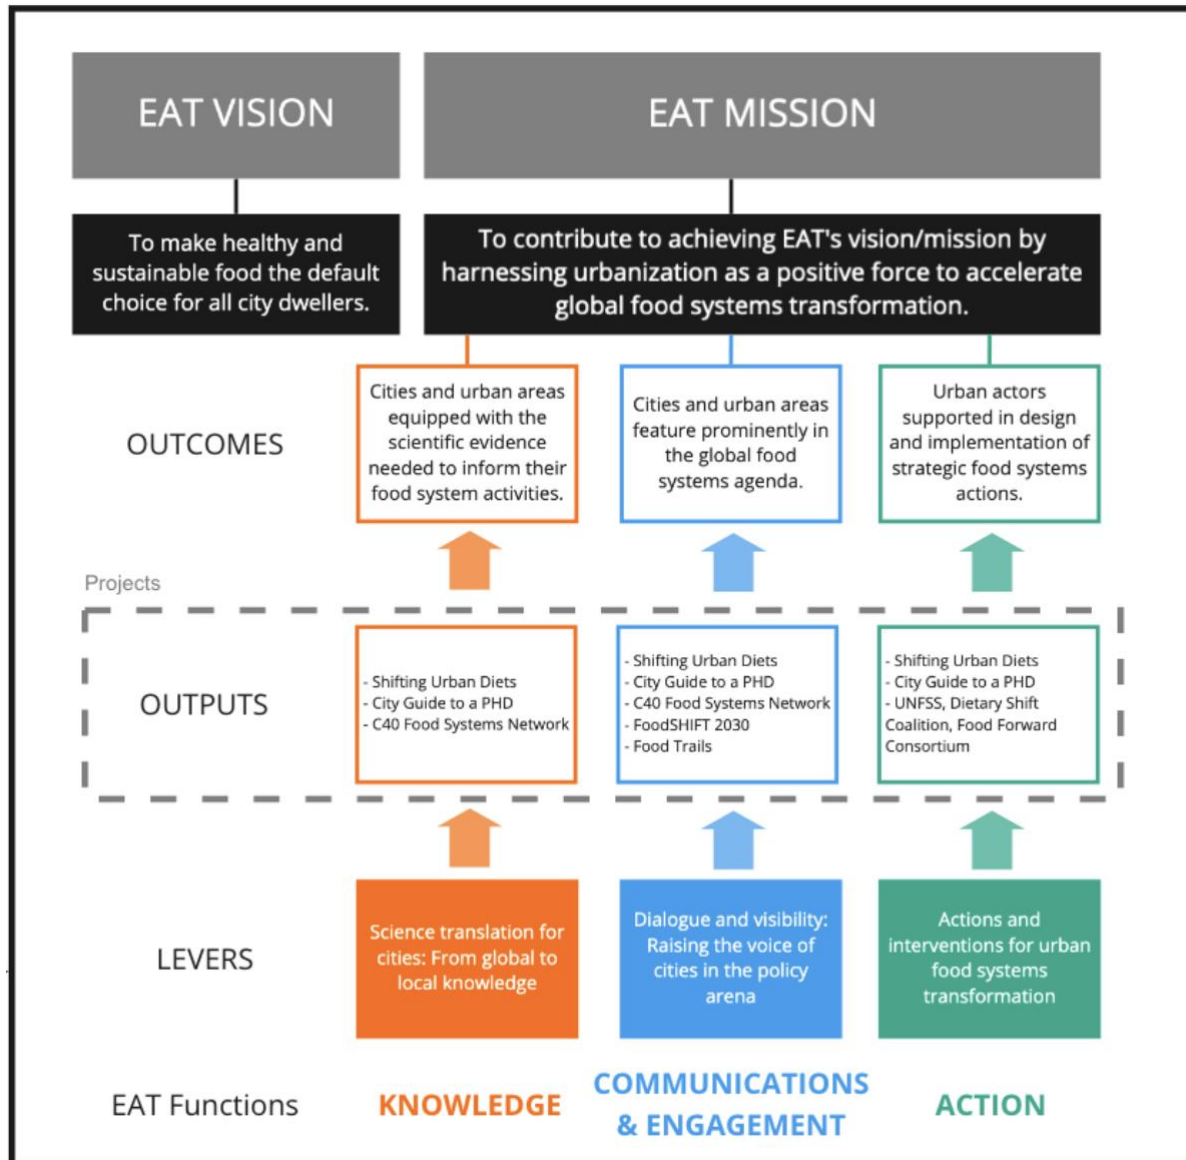 EAT VISION
EAT MISSION
To make healthy and
sustainable food the default
choice for all city dwellers.
To contribute to achieving EAT's vision/mission by
harnessing urbanization as a positive force to accelerate
global food systems transformation.
OUTCOMES
Cities and urban areas
equipped with the
scientific evidence
needed to inform their
food system activities.
Cities and urban areas
feature prominently in
the global food
systems agenda.
Urban actors
supported in design
and implementation of
strategic food systems
actions.
Projects
OUTPUTS
- Shifting Urban Diets
- City Guide to a PHD
- C40 Food Systems Network
- Shifting Urban Diets
- City Guide to a PHD
- C40 Food Systems Network
- FoodSHIFT 2030
- Food Trails
- Shifting Urban Diets
- City Guide to a PHD
- UNFSS, Dietary Shift
Coalition, Food Forward
Consortium
LEVERS
Science translation for
cities: From global to
local knowledge
Dialogue and visibility:
Raising the voice of
cities in the policy
arena
Actions and
interventions for urban
food systems
transformation
EAT Functions
KNOWLEDGE
COMMUNICATIONS
& ENGAGEMENT
ACTION